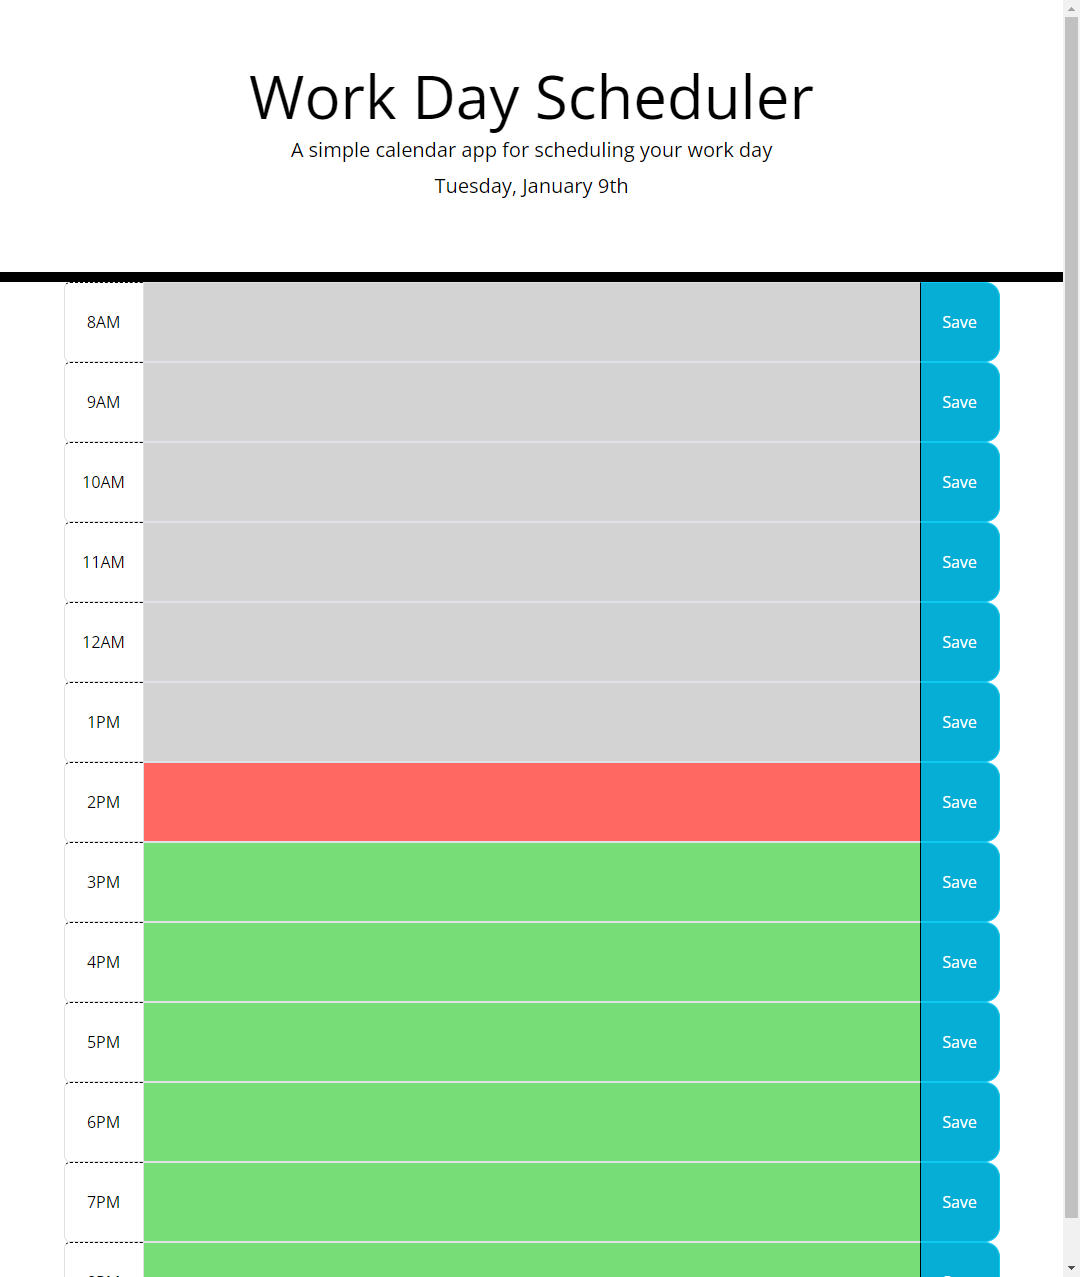 Work Day Scheduler
A simple calendar app for scheduling your work day
Tuesday, January 9th
8AM Save
9AM Save
10AM Save
11AM Save
12AM Save
1PM Save
2PM Save
3PM Save
4PM Save
5PM Save
6PM Save
7PM Save